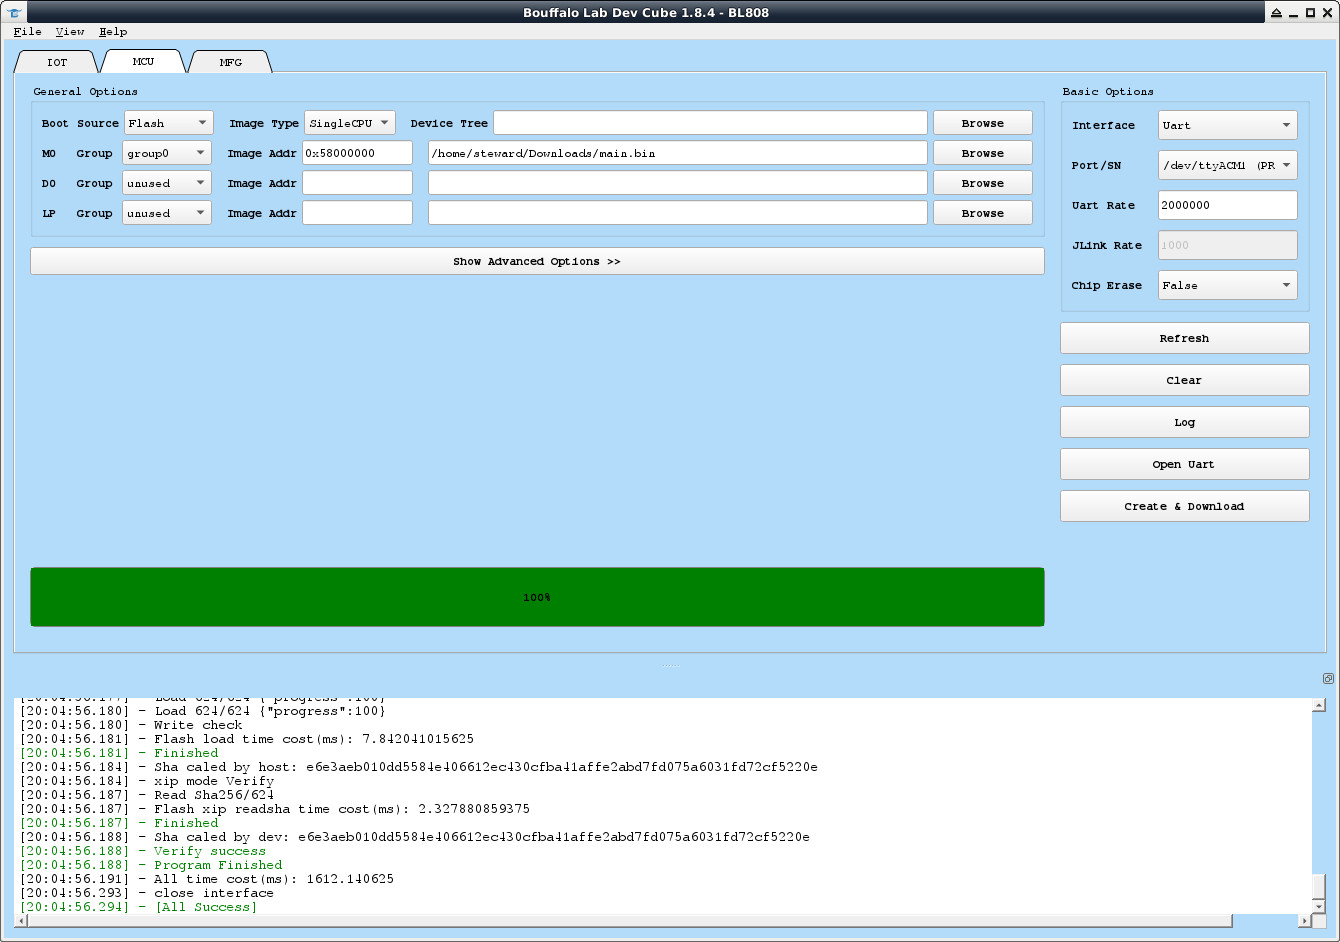 Bouffalo Lab Dev Cube 1.8.4 - BL808
File View Help
IOT MCU MFG
General Options
Boot Source Flash Image Type SingleCPU Device Tree Browse
M0 Group group0 Image Addr 0x58000000 /home/steward/Downloads/main.bin Browse
D0 Group unused Image Addr Browse
LP Group unused Image Addr Browse
Show Advanced Options >>
100%
Basic Options
Interface Uart
Port/SN /dev/ttyACM1 (PR
Uart Rate 2000000
JLink Rate 1000
Chip Erase False
Refresh
Clear
Log
Open Uart
Create & Download
[20:04:56.177] - Load 624/624 {"progress":100}
[20:04:56.180] - Load 624/624 {"progress":100}
[20:04:56.180] - Write check
[20:04:56.181] - Flash load time cost(ms): 7.842041015625
[20:04:56.181] - Finished
[20:04:56.184] - Sha caled by host: e6e3aeb010dd5584e406612ec430cfba41affe2abd7fd075a6031fd72cf5220e
[20:04:56.184] - xip mode Verify
[20:04:56.187] - Read Sha256/624
[20:04:56.187] - Flash xip readsha time cost(ms): 2.327880859375
[20:04:56.187] - Finished
[20:04:56.188] - Sha caled by dev: e6e3aeb010dd5584e406612ec430cfba41affe2abd7fd075a6031fd72cf5220e
[20:04:56.188] - Verify success
[20:04:56.188] - Program Finished
[20:04:56.191] - All time cost(ms): 1612.140625
[20:04:56.293] - close interface
[20:04:56.294] - [All Success]